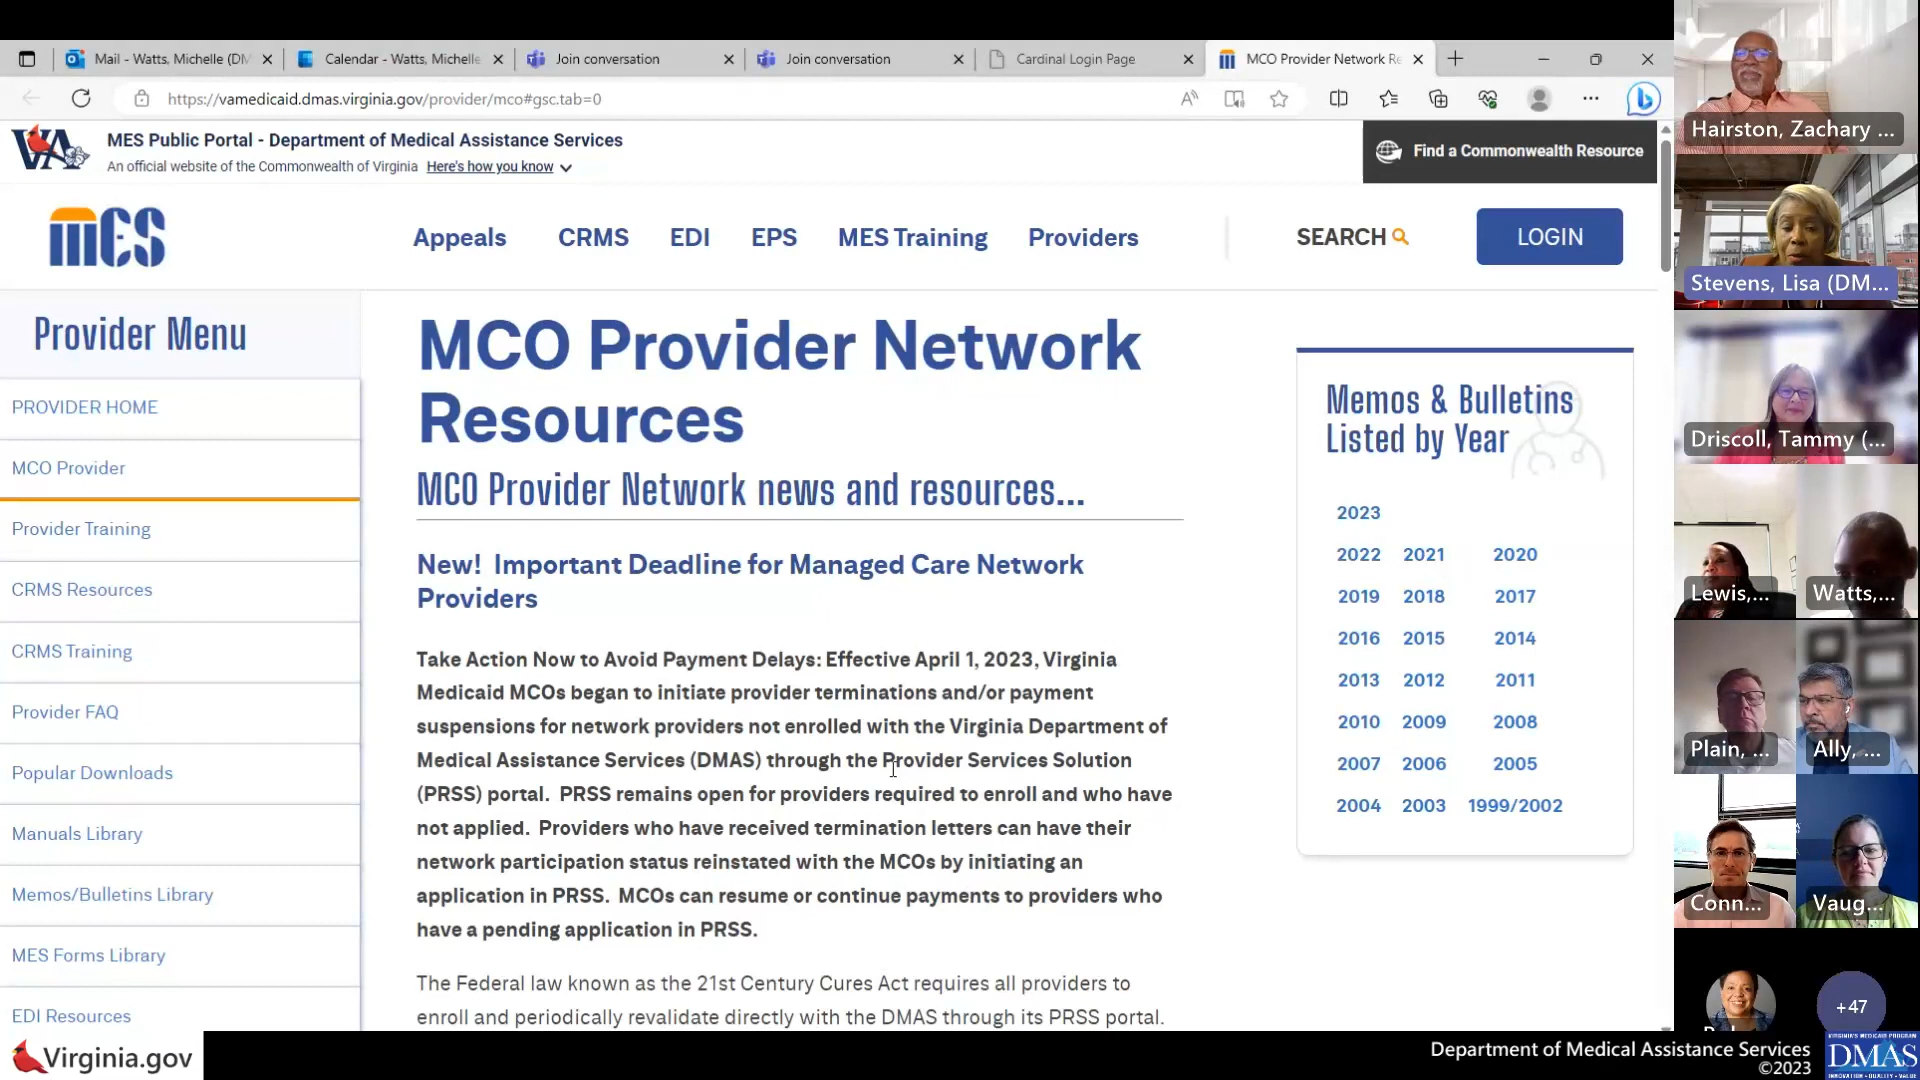 Mail - Watts, Michelle (DM
Calendar - Watts, Michelle
Join conversation
Join conversation
Cardinal Login Page
MCO Provider Network Re
https://vamedicaid.dmas.virginia.gov/provider/mco#gsc.tab=0
VA
MES Public Portal - Department of Medical Assistance Services
An official website of the Commonwealth of Virginia Here's how you know
Find a Commonwealth Resource
mes
Appeals
CRMS
EDI
EPS
MES Training
Providers
SEARCH
LOGIN
Provider Menu
PROVIDER HOME
MCO Provider
Provider Training
CRMS Resources
CRMS Training
Provider FAQ
Popular Downloads
Manuals Library
Memos/Bulletins Library
MES Forms Library
EDI Resources
MCO Provider Network
Resources
MCO Provider Network news and resources...
New! Important Deadline for Managed Care Network
Providers
Take Action Now to Avoid Payment Delays: Effective April 1, 2023, Virginia
Medicaid MCOs began to initiate provider terminations and/or payment
suspensions for network providers not enrolled with the Virginia Department of
Medical Assistance Services (DMAS) through the Provider Services Solution
(PRSS) portal. PRSS remains open for providers required to enroll and who have
not applied. Providers who have received termination letters can have their
network participation status reinstated with the MCOs by initiating an
application in PRSS. MCOs can resume or continue payments to providers who
have a pending application in PRSS.
The Federal law known as the 21st Century Cures Act requires all providers to
enroll and periodically revalidate directly with the DMAS through its PRSS portal.
Memos & Bulletins
Listed by Year
2023
2022 2021 2020
2019 2018 2017
2016 2015 2014
2013 2012 2011
2010 2009 2008
2007 2006 2005
2004 2003 1999/2002
Hairston, Zachary ...
Stevens, Lisa (DM...
Driscoll, Tammy (...
Lewis,...
Watts,...
Plain, ...
Ally, ...
Conn...
Vaug...
+47
Virginia.gov
Department of Medical Assistance Services
©2023
VIRGINIA'S MEDICAID PROGRAM
DMAS
INNOVATION • QUALITY • VALUE